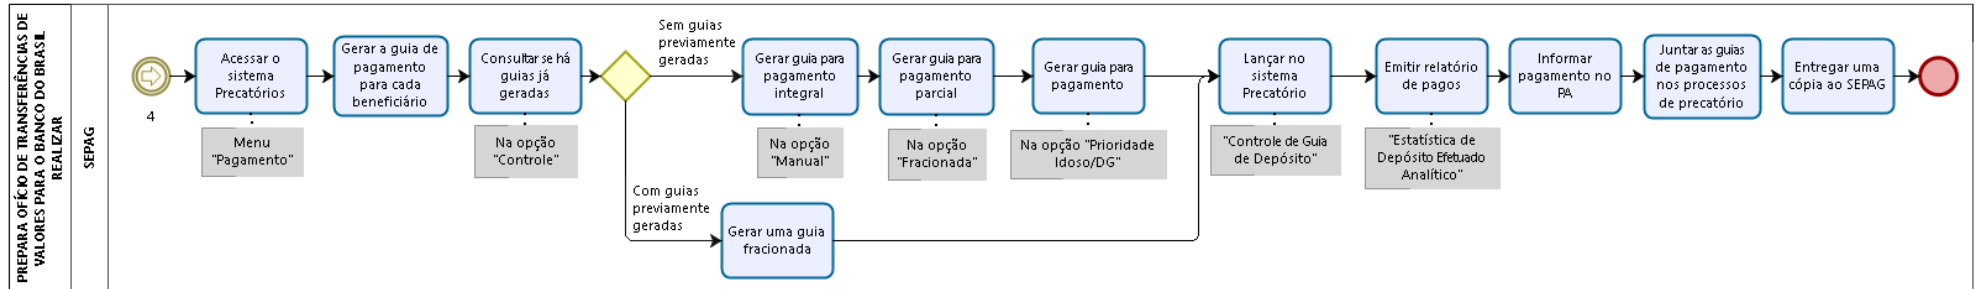 PREPARA OFÍCIO DE TRANSFERÊNCIAS DE
VALORES PARA O BANCO DO BRASIL
REALIZAR
SEPAG
4
Acessar o
sistema
Precatórios
Menu
"Pagamento"
Gerar a guia de
pagamento
para cada
beneficiário
Consultar se há
guias já
geradas
Na opção
"Controle"
Sem guias
previamente
geradas
Gerar guia para
pagamento
integral
Na opção
"Manual"
Gerar guia para
pagamento
parcial
Na opção
"Fracionada"
Gerar guia para
pagamento
Na opção "Prioridade
Idoso/DG"
Com guias
previamente
geradas
Gerar uma guia
fracionada
Lançar no
sistema
Precatório
"Controle de Guia
de Depósito"
Emitir relatório
de pagos
"Estatística de
Depósito Efetuado
Analítico"
Informar
pagamento no
PA
Juntar as guias
de pagamento
nos processos
de precatório
Entregar uma
cópia ao SEPAG